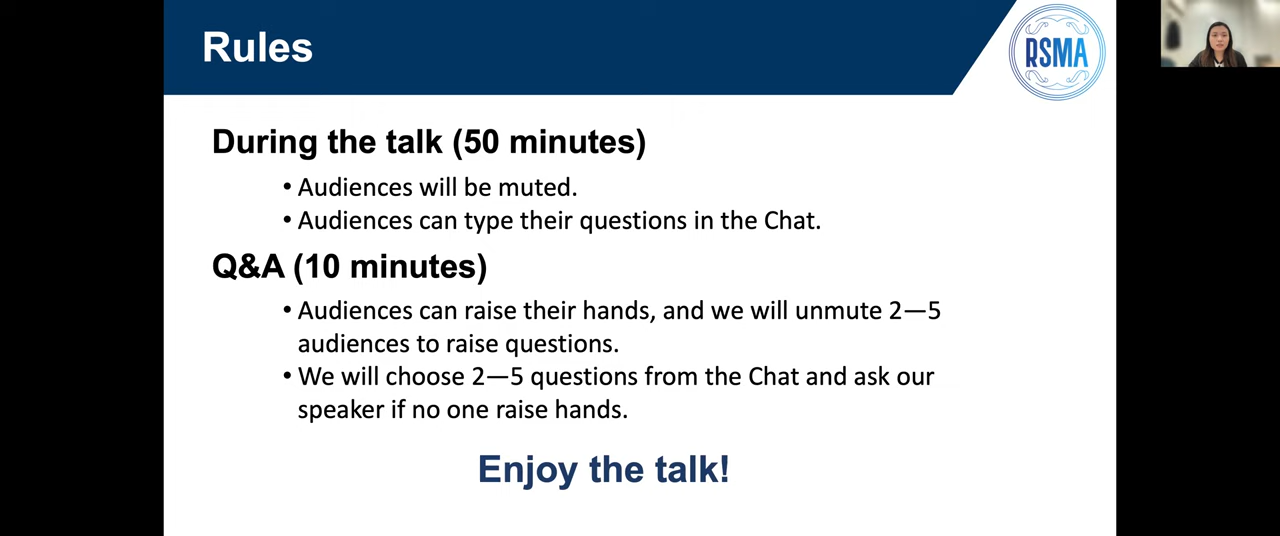 Rules
RSMA
During the talk (50 minutes)
• Audiences will be muted.
• Audiences can type their questions in the Chat.
Q&A (10 minutes)
• Audiences can raise their hands, and we will unmute 2—5
audiences to raise questions.
• We will choose 2—5 questions from the Chat and ask our
speaker if no one raise hands.
Enjoy the talk!